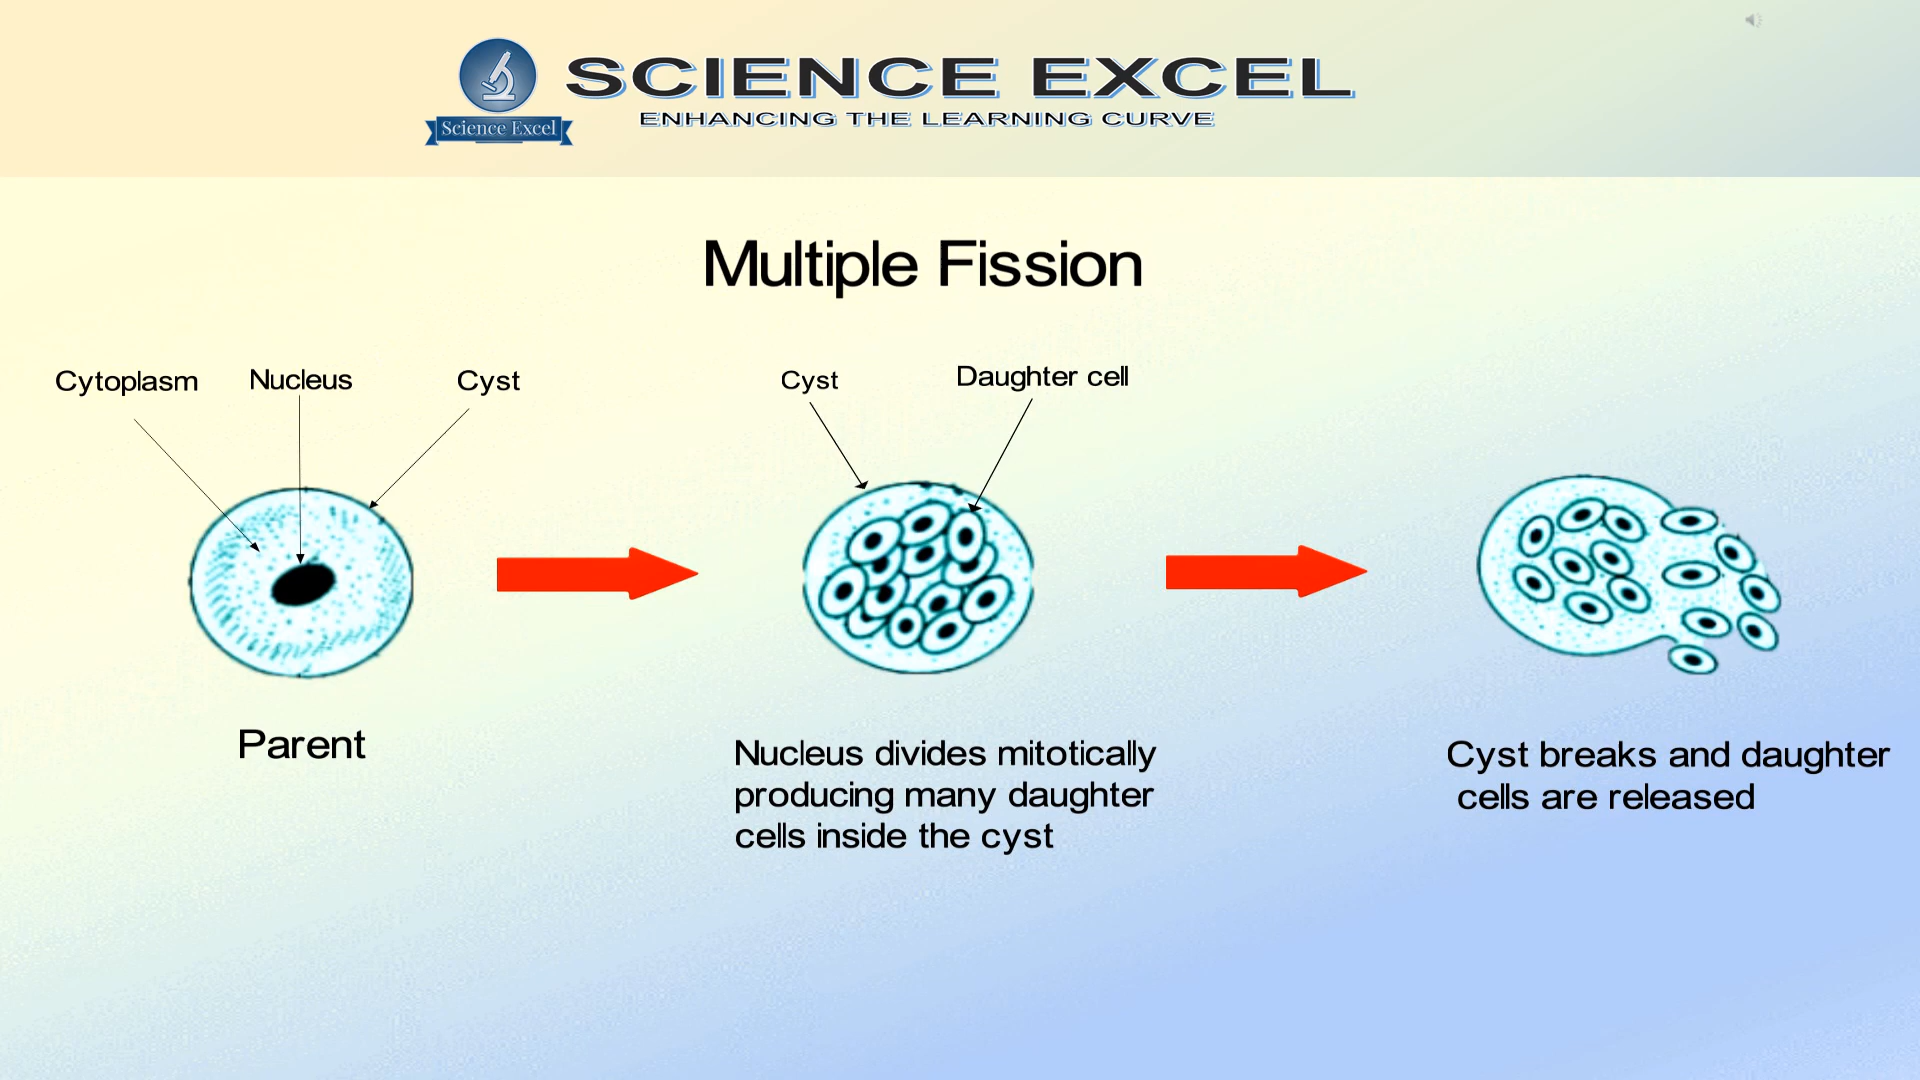 SCIENCE EXCEL
Science Excel
ENHANCING THE LEARNING CURVE
Multiple Fission
Cytoplasm
Nucleus
Cyst
Cyst
Daughter cell
Parent
Nucleus divides mitotically
producing many daughter
cells inside the cyst
Cyst breaks and daughter
cells are released